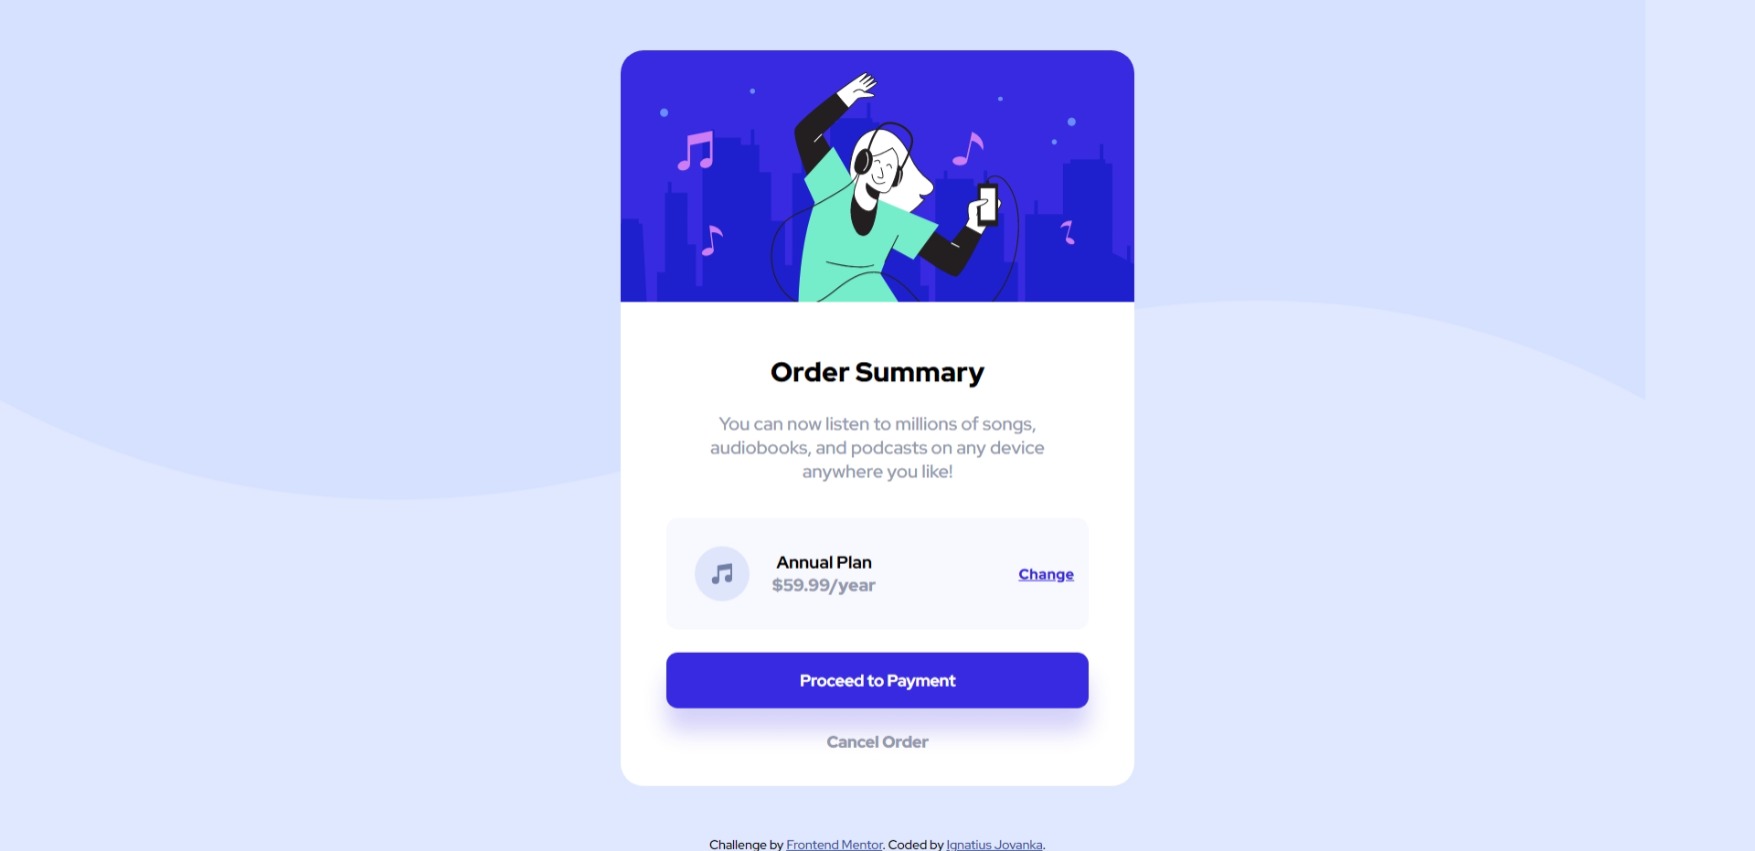 Order Summary
You can now listen to millions of songs,
audiobooks, and podcasts on any device
anywhere you like!
Annual Plan
$59.99/year
Change
Proceed to Payment
Cancel Order
Challenge by Frontend Mentor. Coded by Ignatius Jovanka.